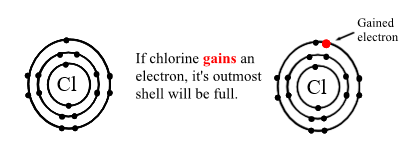 Gained
electron
If chlorine gains an
electron, it's outmost
shell will be full.
Cl
Cl